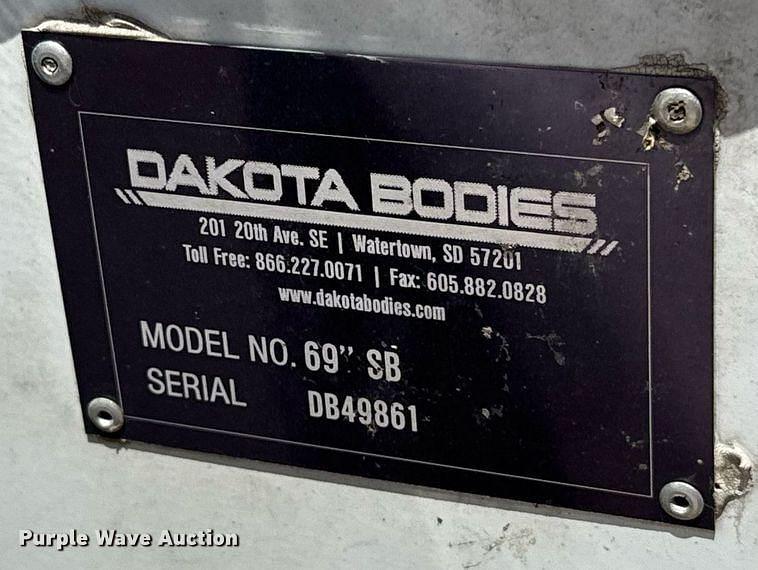 DAKOTA BODIES
201 20th Ave. SE | Watertown, SD 57201
Toll Free: 866.227.0071 | Fax: 605.882.0828
www.dakotabodies.com
MODEL NO. 69" SB
SERIAL DB49861
Purple Wave Auction